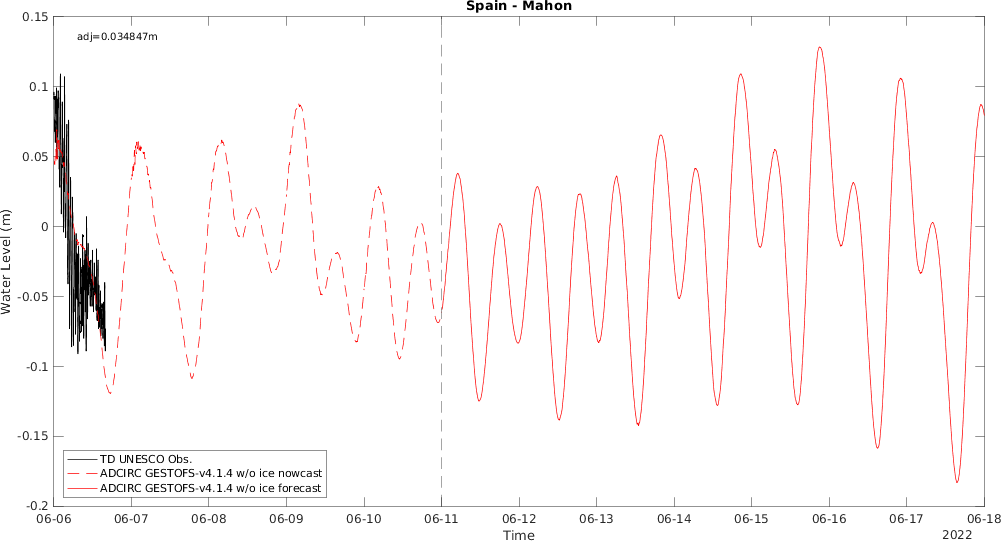 Spain - Mahon
adj=0.034847m
0.15
0.1
0.05
0
-0.05
-0.1
-0.15
-0.2
Water Level (m)
TD UNESCO Obs.
ADCIRC GESTOFS-v4.1.4 w/o ice nowcast
ADCIRC GESTOFS-v4.1.4 w/o ice forecast
06-06 06-07 06-08 06-09 06-10 06-11 06-12 06-13 06-14 06-15 06-16 06-17 06-18
Time
2022